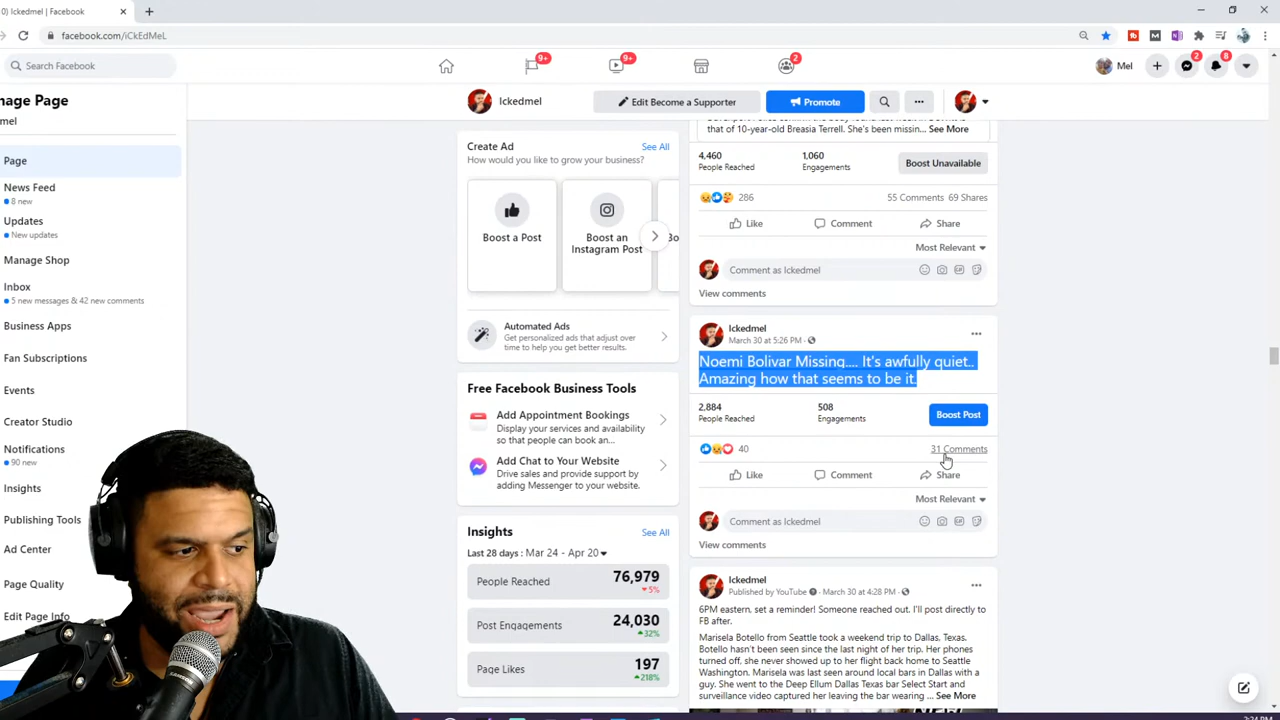 0) Ickedmel | Facebook
facebook.com/iCkEdMeL
Search Facebook
9+
9+
2
Mel
2
8
nage Page
mel
Page
News Feed
8 new
Updates
New updates
Manage Shop
Inbox
5 new messages & 42 new comments
Business Apps
Fan Subscriptions
Events
Creator Studio
Notifications
90 new
Insights
Publishing Tools
Ad Center
Page Quality
Edit Page Info
Ickedmel
Edit Become a Supporter
Promote
Create Ad
See All
How would you like to grow your business?
Boost a Post
Boost an
Instagram Post
Bo
Automated Ads
Get personalized ads that adjust over
time to help you get better results.
Free Facebook Business Tools
Add Appointment Bookings
Display your services and availability
so that people can book an...
Add Chat to Your Website
Drive sales and provide support by
adding Messenger to your website.
Insights
See All
Last 28 days : Mar 24 - Apr 20
People Reached
76,979
5%
Post Engagements
24,030
32%
Page Likes
197
218%
that of 10-year-old Breasia Terrell. She's been missin... See More
4,460
People Reached
1,060
Engagements
Boost Unavailable
286
55 Comments 69 Shares
Like
Comment
Share
Most Relevant
Comment as Ickedmel
View comments
Ickedmel
March 30 at 5:26 PM
Noemi Bolivar Missing.... It's awfully quiet..
Amazing how that seems to be it.
2,884
People Reached
508
Engagements
Boost Post
40
31 Comments
Like
Comment
Share
Most Relevant
Comment as Ickedmel
View comments
Ickedmel
Published by YouTube
March 30 at 4:28 PM
6PM eastern, set a reminder! Someone reached out. I'll post directly to
FB after.
Marisela Botello from Seattle took a weekend trip to Dallas, Texas.
Botello hasn't been seen since the last night of her trip. Her phones
turned off, she never showed up to her flight back home to Seattle
Washington. Marisela was last seen around local bars in Dallas with a
guy. She went to the Deep Ellum Dallas Texas bar Select Start and
surveillance video captured her leaving the bar wearing ... See More